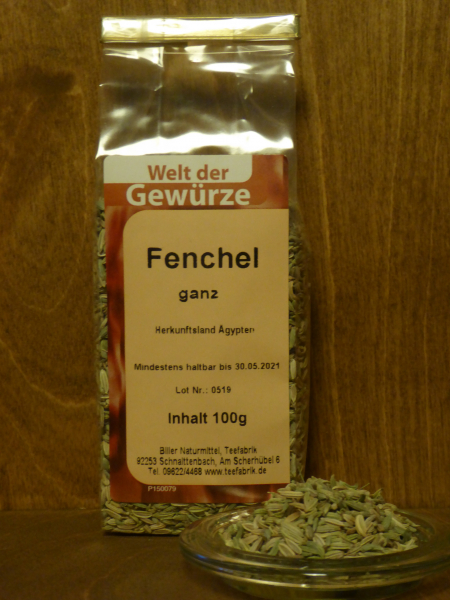 Welt der
Gewürze
Fenchel
ganz
Herkunftsland Ägypten
Mindestens haltbar bis 30.05.2021
Lot Nr.: 0519
Inhalt 100g
Biller Naturmittel, Teefabrik
92253 Schnaittenbach, Am Scherhübel 6
Tel. 09622/4468 www.teefabrik.de
P150079